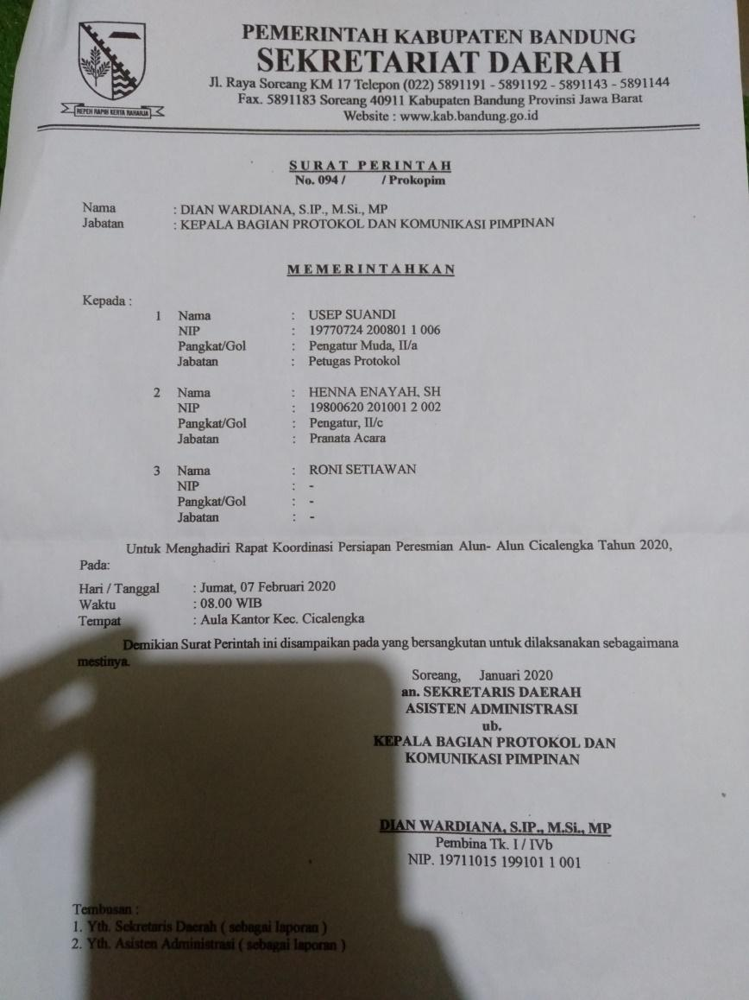 PEMERINTAH KABUPATEN BANDUNG
SEKRETARIAT DAERAH
Jl. Raya Soreang KM 17 Telepon (022) 5891191 - 5891192 - 5891143 - 5891144
Fax. 5891183 Soreang 40911 Kabupaten Bandung Provinsi Jawa Barat
Website : www.kab.bandung.go.id
REPEH RAPIH KERTA RAHARJA
SURAT PERINTAH
No. 094 / / Prokopim
Nama : DIAN WARDIANA, S.IP., M.Si., MP
Jabatan : KEPALA BAGIAN PROTOKOL DAN KOMUNIKASI PIMPINAN
MEMERINTAHKAN
Kepada :
1 Nama : USEP SUANDI
NIP : 19770724 200801 1 006
Pangkat/Gol : Pengatur Muda, II/a
Jabatan : Petugas Protokol
2 Nama : HENNA ENAYAH, SH
NIP : 19800620 201001 2 002
Pangkat/Gol : Pengatur, II/c
Jabatan : Pranata Acara
3 Nama : RONI SETIAWAN
NIP : -
Pangkat/Gol : -
Jabatan : -
Untuk Menghadiri Rapat Koordinasi Persiapan Peresmian Alun- Alun Cicalengka Tahun 2020,
Pada:
Hari / Tanggal : Jumat, 07 Februari 2020
Waktu : 08.00 WIB
Tempat : Aula Kantor Kec. Cicalengka
Demikian Surat Perintah ini disampaikan pada yang bersangkutan untuk dilaksanakan sebagaimana
mestinya.
Soreang, Januari 2020
an. SEKRETARIS DAERAH
ASISTEN ADMINISTRASI
ub.
KEPALA BAGIAN PROTOKOL DAN
KOMUNIKASI PIMPINAN
DIAN WARDIANA, S.IP., M.Si., MP
Pembina Tk. I / IVb
NIP. 19711015 199101 1 001
Tembusan :
1. Yth. Sekretaris Daerah ( sebagai laporan )
2. Yth. Asisten Administrasi ( sebagai laporan )